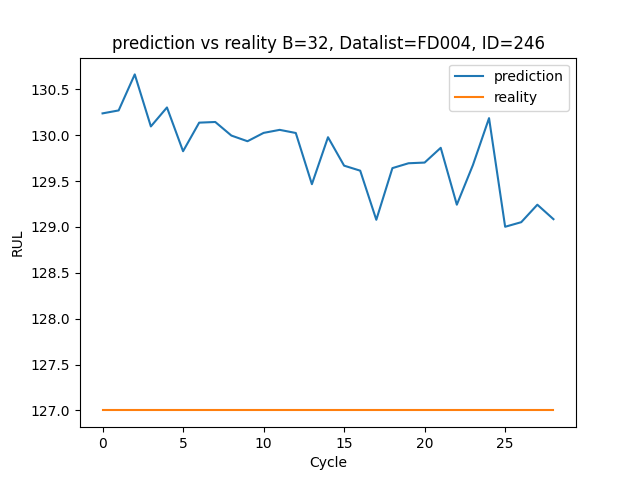 prediction vs reality B=32, Datalist=FD004, ID=246
prediction
reality
130.5
130.0
129.5
129.0
128.5
128.0
127.5
127.0
RUL
0 5 10 15 20 25
Cycle